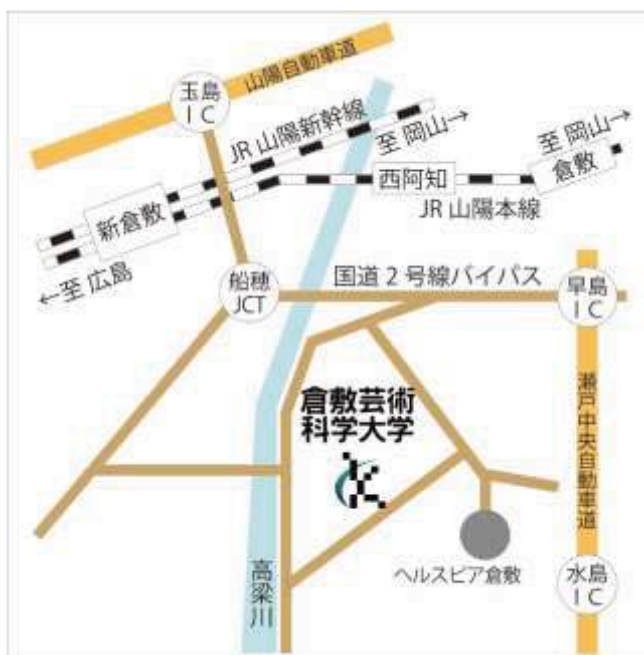 山陽自動車道
玉島
IC
JR山陽新幹線
至 岡山→
至 岡山→
倉敷
西阿知
JR山陽本線
新倉敷
←至 広島
船穂
JCT
国道2号線バイパス
早島
IC
倉敷芸術
科学大学
瀬戸中央自動車道
ヘルスピア倉敷
高梁川
水島
IC